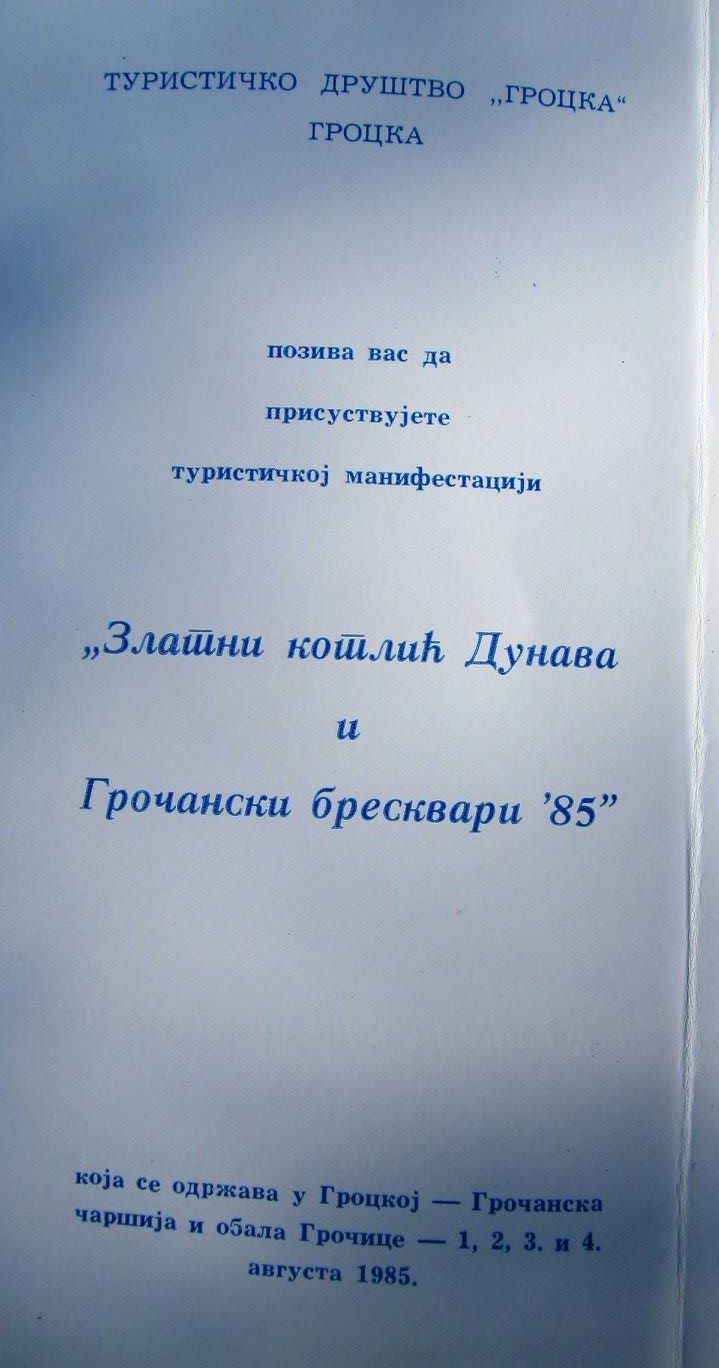 ТУРИСТИЧКО ДРУШТВО „ГРОЦКА“
ГРОЦКА
позива вас да
присуствујете
туристичкој манифестацији
„Златни котлић Дунава
и
Грочански бресквари ’85”
која се одржава у Гроцкој — Грочанска
чаршија и обала Грочице — 1, 2, 3. и 4.
августа 1985.